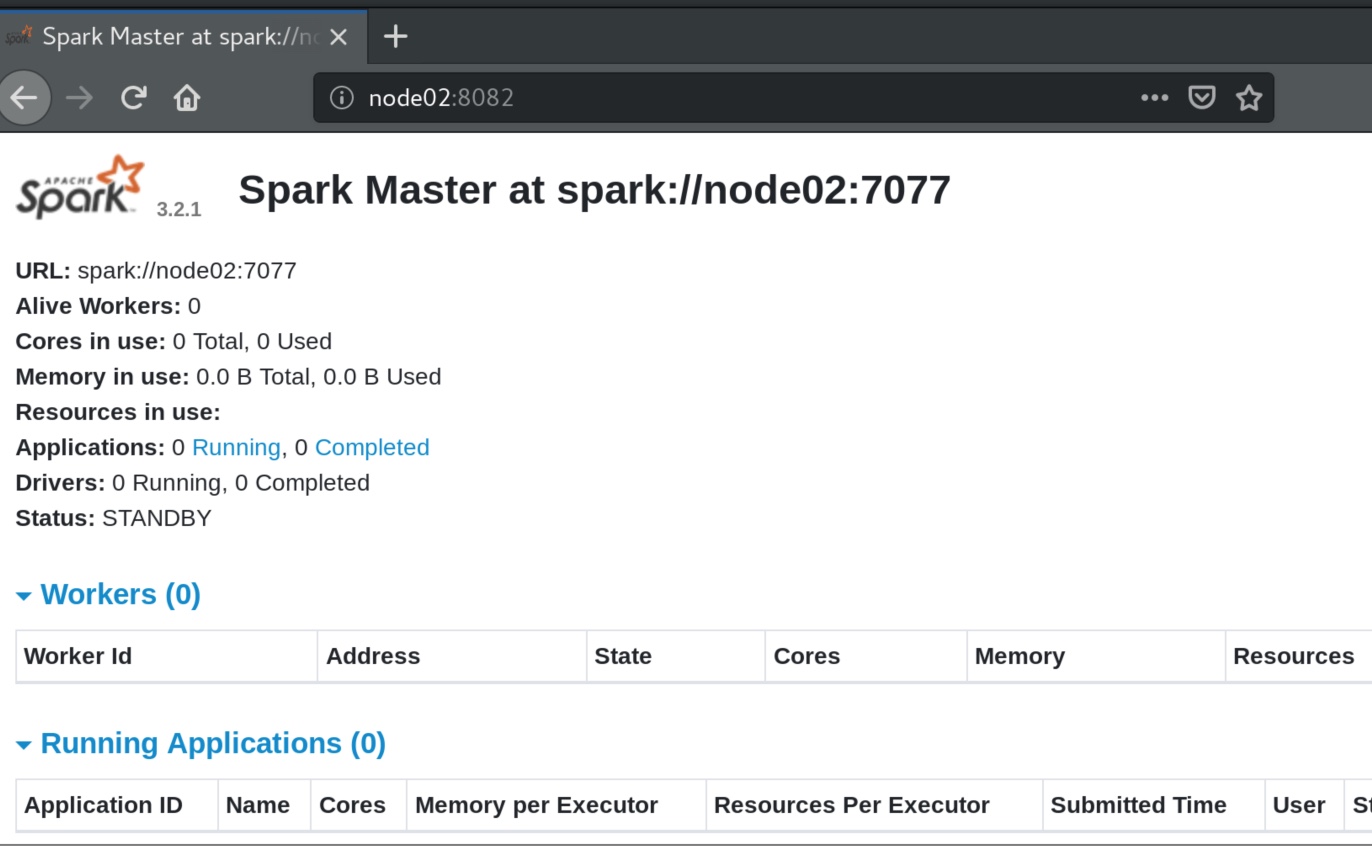 Spark Master at spark://no
node02:8082
APACHE
Spark 3.2.1 Spark Master at spark://node02:7077
URL: spark://node02:7077
Alive Workers: 0
Cores in use: 0 Total, 0 Used
Memory in use: 0.0 B Total, 0.0 B Used
Resources in use:
Applications: 0 Running, 0 Completed
Drivers: 0 Running, 0 Completed
Status: STANDBY
Workers (0)
Worker Id Address State Cores Memory Resources
Running Applications (0)
Application ID Name Cores Memory per Executor Resources Per Executor Submitted Time User